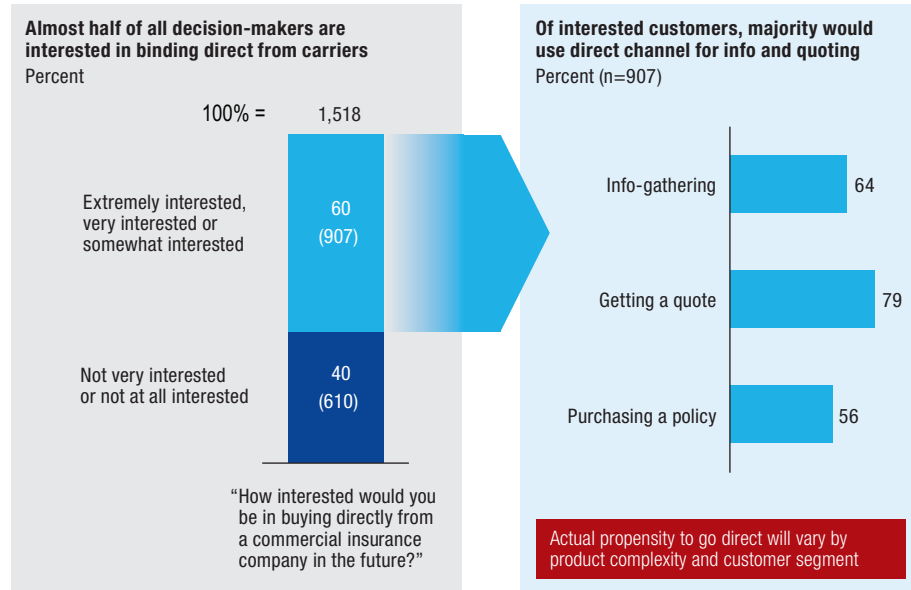 Almost half of all decision-makers are
interested in binding direct from carriers
Percent
100% = 1,518
Extremely interested,
very interested or
somewhat interested
60
(907)
Not very interested
or not at all interested
40
(610)
“How interested would you
be in buying directly from
a commercial insurance
company in the future?”
Of interested customers, majority would
use direct channel for info and quoting
Percent (n=907)
Info-gathering 64
Getting a quote 79
Purchasing a policy 56
Actual propensity to go direct will vary by
product complexity and customer segment